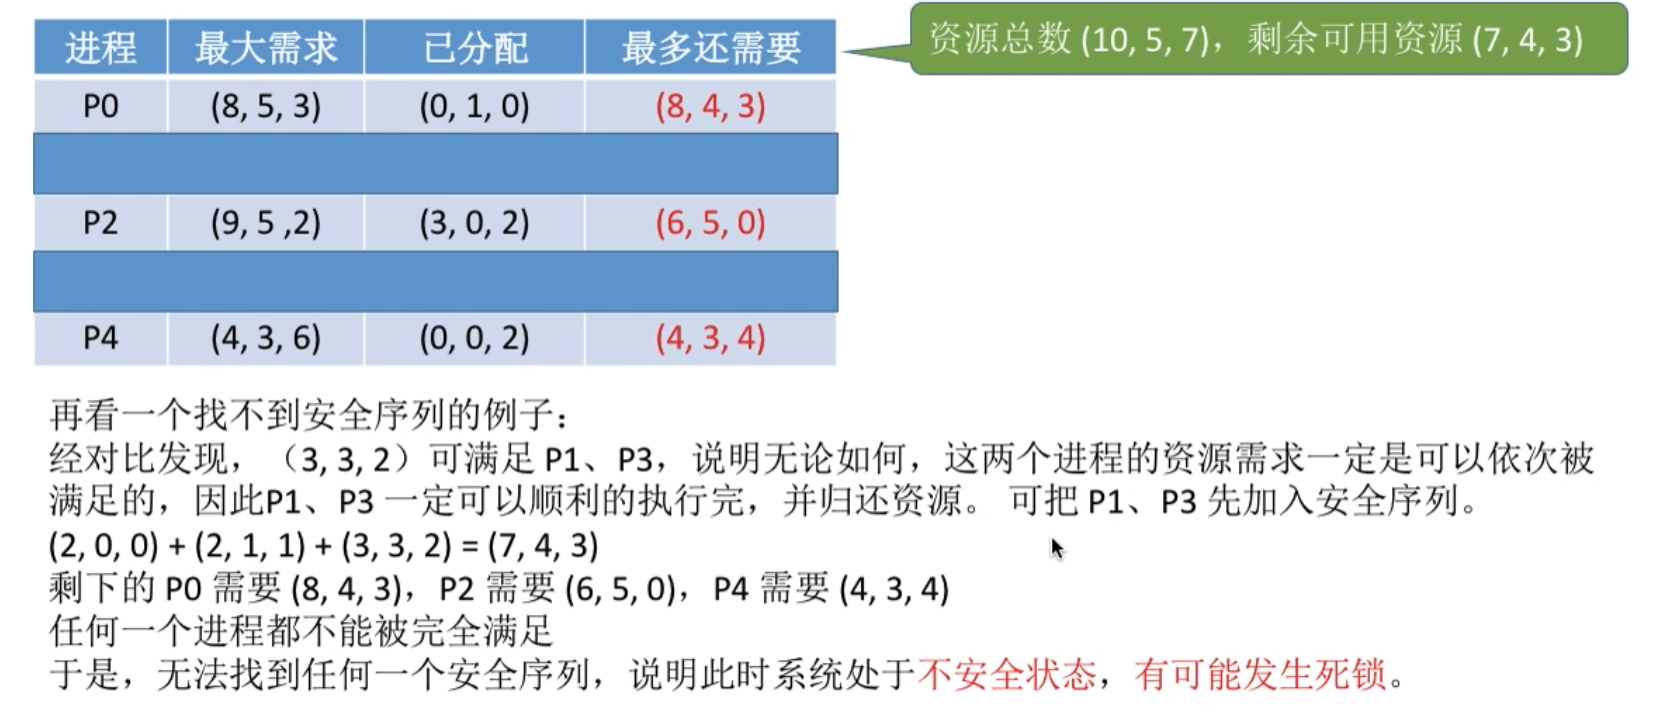 进程 最大需求 已分配 最多还需要
资源总数 (10, 5, 7)，剩余可用资源 (7, 4, 3)
P0 (8, 5, 3) (0, 1, 0) (8, 4, 3)
P2 (9, 5 ,2) (3, 0, 2) (6, 5, 0)
P4 (4, 3, 6) (0, 0, 2) (4, 3, 4)
再看一个找不到安全序列的例子：
经对比发现，（3, 3, 2）可满足 P1、P3，说明无论如何，这两个进程的资源需求一定是可以依次被
满足的，因此P1、P3 一定可以顺利的执行完，并归还资源。 可把 P1、P3 先加入安全序列。
(2, 0, 0) + (2, 1, 1) + (3, 3, 2) = (7, 4, 3)
剩下的 P0 需要 (8, 4, 3)，P2 需要 (6, 5, 0)，P4 需要 (4, 3, 4)
任何一个进程都不能被完全满足
于是，无法找到任何一个安全序列，说明此时系统处于不安全状态，有可能发生死锁。